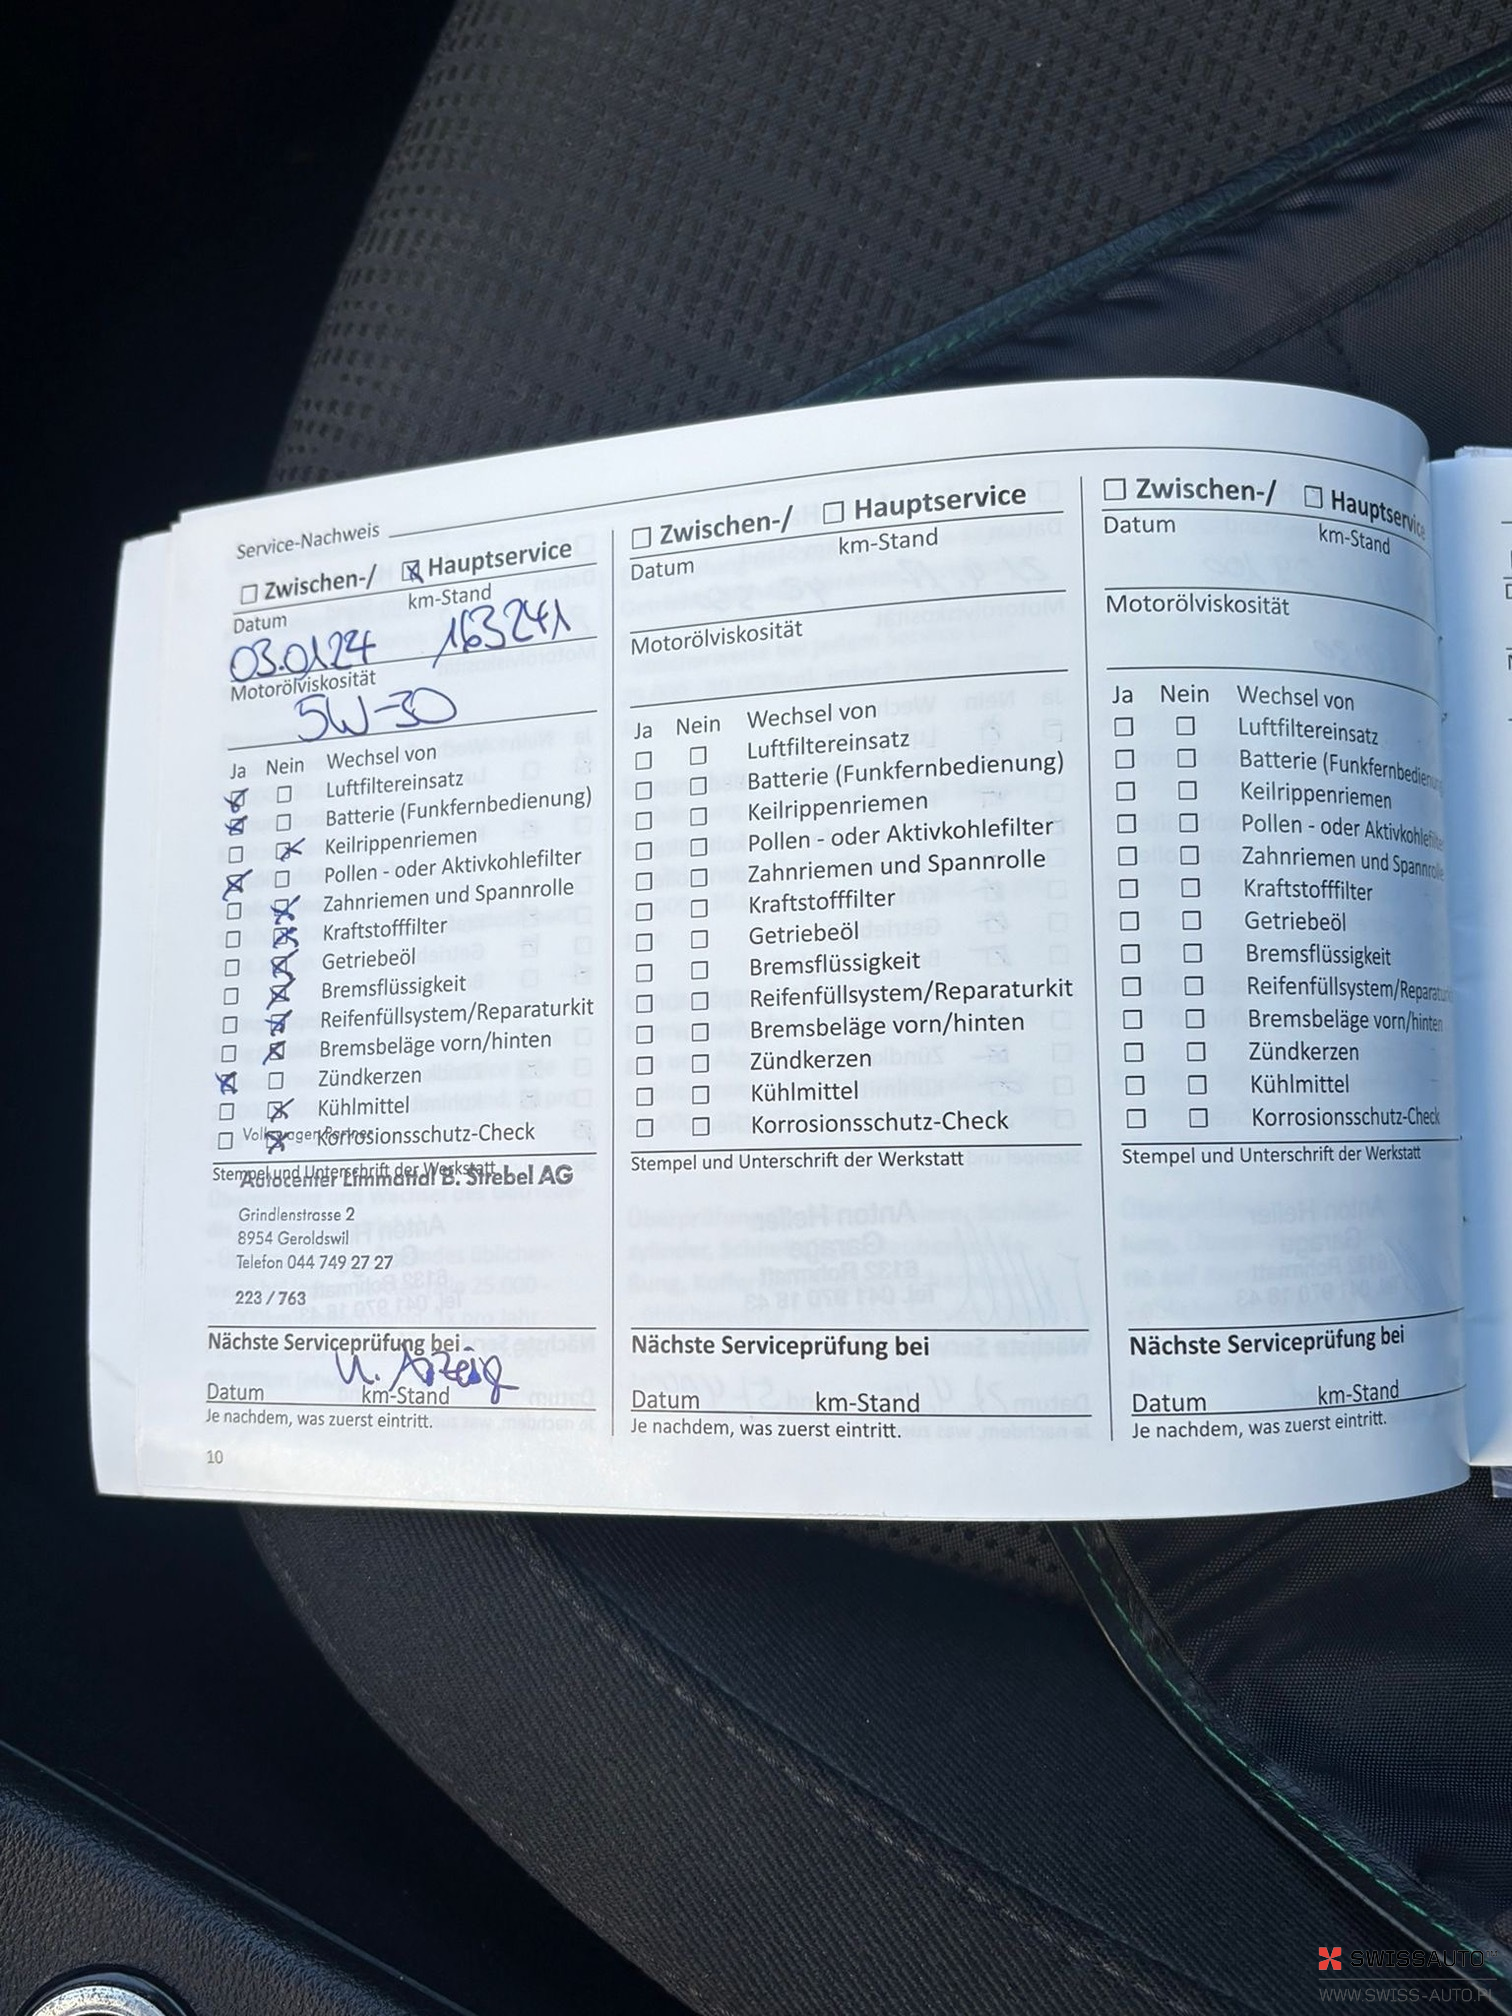 Service-Nachweis
☐ Zwischen-/ ☒ Hauptservice
Datum km-Stand
03.01.24 163241
Motorölviskosität
5W-30
Ja Nein Wechsel von
☒ ☐ Luftfiltereinsatz
☒ ☐ Batterie (Funkfernbedienung)
☐ ☒ Keilrippenriemen
☒ ☐ Pollen - oder Aktivkohlefilter
☐ ☒ Zahnriemen und Spannrolle
☐ ☒ Kraftstofffilter
☐ ☒ Getriebeöl
☐ ☒ Bremsflüssigkeit
☐ ☒ Reifenfüllsystem/Reparaturkit
☐ ☒ Bremsbeläge vorn/hinten
☒ ☐ Zündkerzen
☐ ☒ Kühlmittel
☐ ☒ Korrosionsschutz-Check
Volkswagen Partner
Stempel und Unterschrift der Werkstatt
Autocenter Limmattal B. Strebel AG
Grindlenstrasse 2
8954 Geroldswil
Telefon 044 749 27 27
223 / 763
Nächste Serviceprüfung bei
n. Anzeige
Datum km-Stand
Je nachdem, was zuerst eintritt.
10
☐ Zwischen-/ ☐ Hauptservice
Datum km-Stand
Motorölviskosität
Ja Nein Wechsel von
☐ ☐ Luftfiltereinsatz
☐ ☐ Batterie (Funkfernbedienung)
☐ ☐ Keilrippenriemen
☐ ☐ Pollen - oder Aktivkohlefilter
☐ ☐ Zahnriemen und Spannrolle
☐ ☐ Kraftstofffilter
☐ ☐ Getriebeöl
☐ ☐ Bremsflüssigkeit
☐ ☐ Reifenfüllsystem/Reparaturkit
☐ ☐ Bremsbeläge vorn/hinten
☐ ☐ Zündkerzen
☐ ☐ Kühlmittel
☐ ☐ Korrosionsschutz-Check
Stempel und Unterschrift der Werkstatt
Nächste Serviceprüfung bei
Datum km-Stand
Je nachdem, was zuerst eintritt.
☐ Zwischen-/ ☐ Hauptservice
Datum km-Stand
Motorölviskosität
Ja Nein Wechsel von
☐ ☐ Luftfiltereinsatz
☐ ☐ Batterie (Funkfernbedienung
☐ ☐ Keilrippenriemen
☐ ☐ Pollen - oder Aktivkohlefilter
☐ ☐ Zahnriemen und Spannrolle
☐ ☐ Kraftstofffilter
☐ ☐ Getriebeöl
☐ ☐ Bremsflüssigkeit
☐ ☐ Reifenfüllsystem/Reparaturkit
☐ ☐ Bremsbeläge vorn/hinten
☐ ☐ Zündkerzen
☐ ☐ Kühlmittel
☐ ☐ Korrosionsschutz-Check
Stempel und Unterschrift der Werkstatt
Nächste Serviceprüfung bei
Datum km-Stand
Je nachdem, was zuerst eintritt.
SWISSAUTO
WWW.SWISS-AUTO.PL